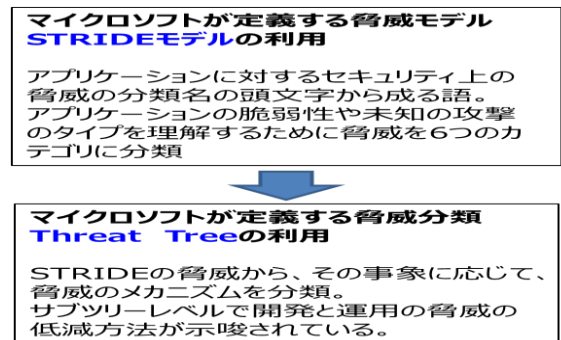 マイクロソフトが定義する脅威モデル
STRIDEモデルの利用
アプリケーションに対するセキュリティ上の
脅威の分類名の頭文字から成る語。
アプリケーションの脆弱性や未知の攻撃
のタイプを理解するために脅威を6つのカ
テゴリに分類
マイクロソフトが定義する脅威分類
Threat Treeの利用
STRIDEの脅威から、その事象に応じて、
脅威のメカニズムを分類。
サブツリーレベルで開発と運用の脅威の
低減方法が示唆されている。